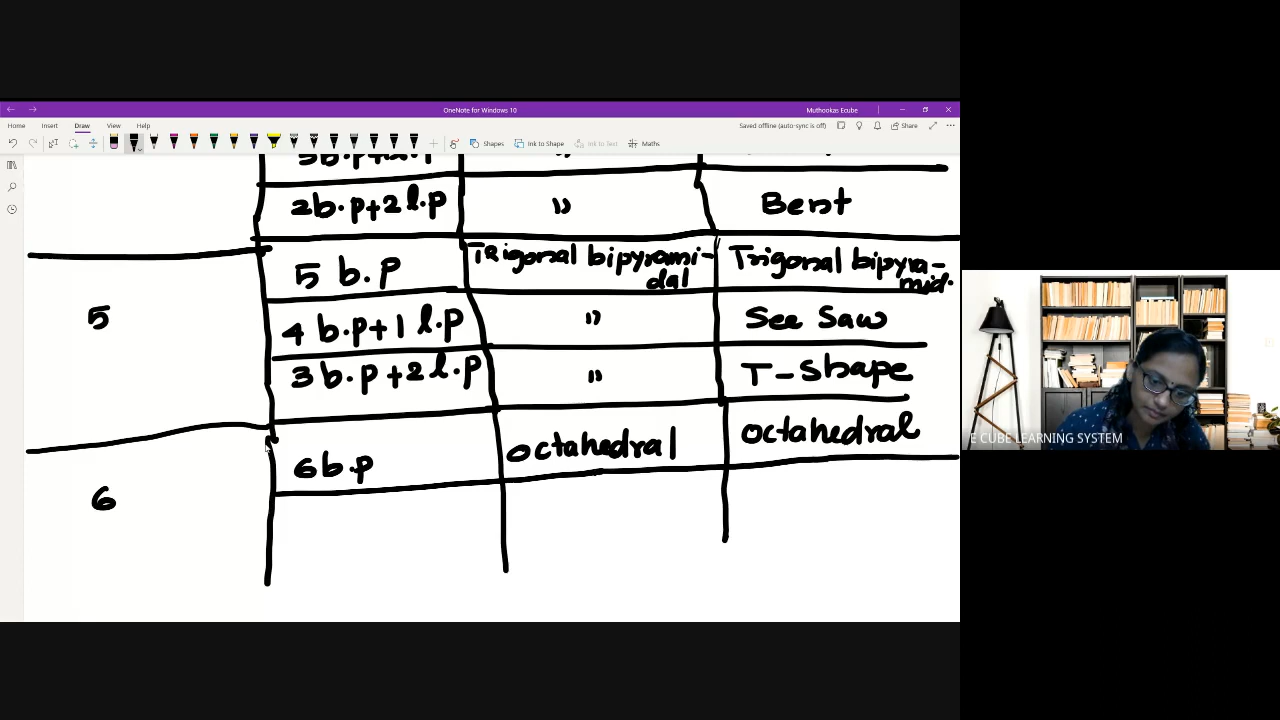 OneNote for Windows 10
Muthookas Ecube
Home Insert Draw View Help
Saved offline (auto-sync is off)
Share
Shapes Ink to Shape Ink to Text Maths
2b.p+2l.p " Bent
5 b.p Trigonal bipyrami- Trigonal bipyra-
dal mid.
5 4 b.p+1 l.p " See Saw
3 b.p+2 l.p " T-shape
6b.p octahedral octahedral
6
E CUBE LEARNING SYSTEM